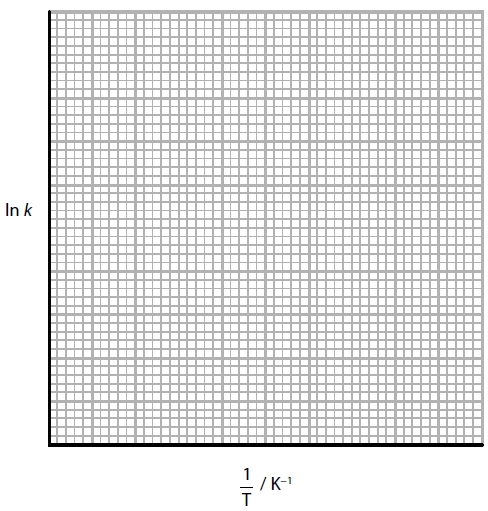 ln k
1/T / K⁻¹